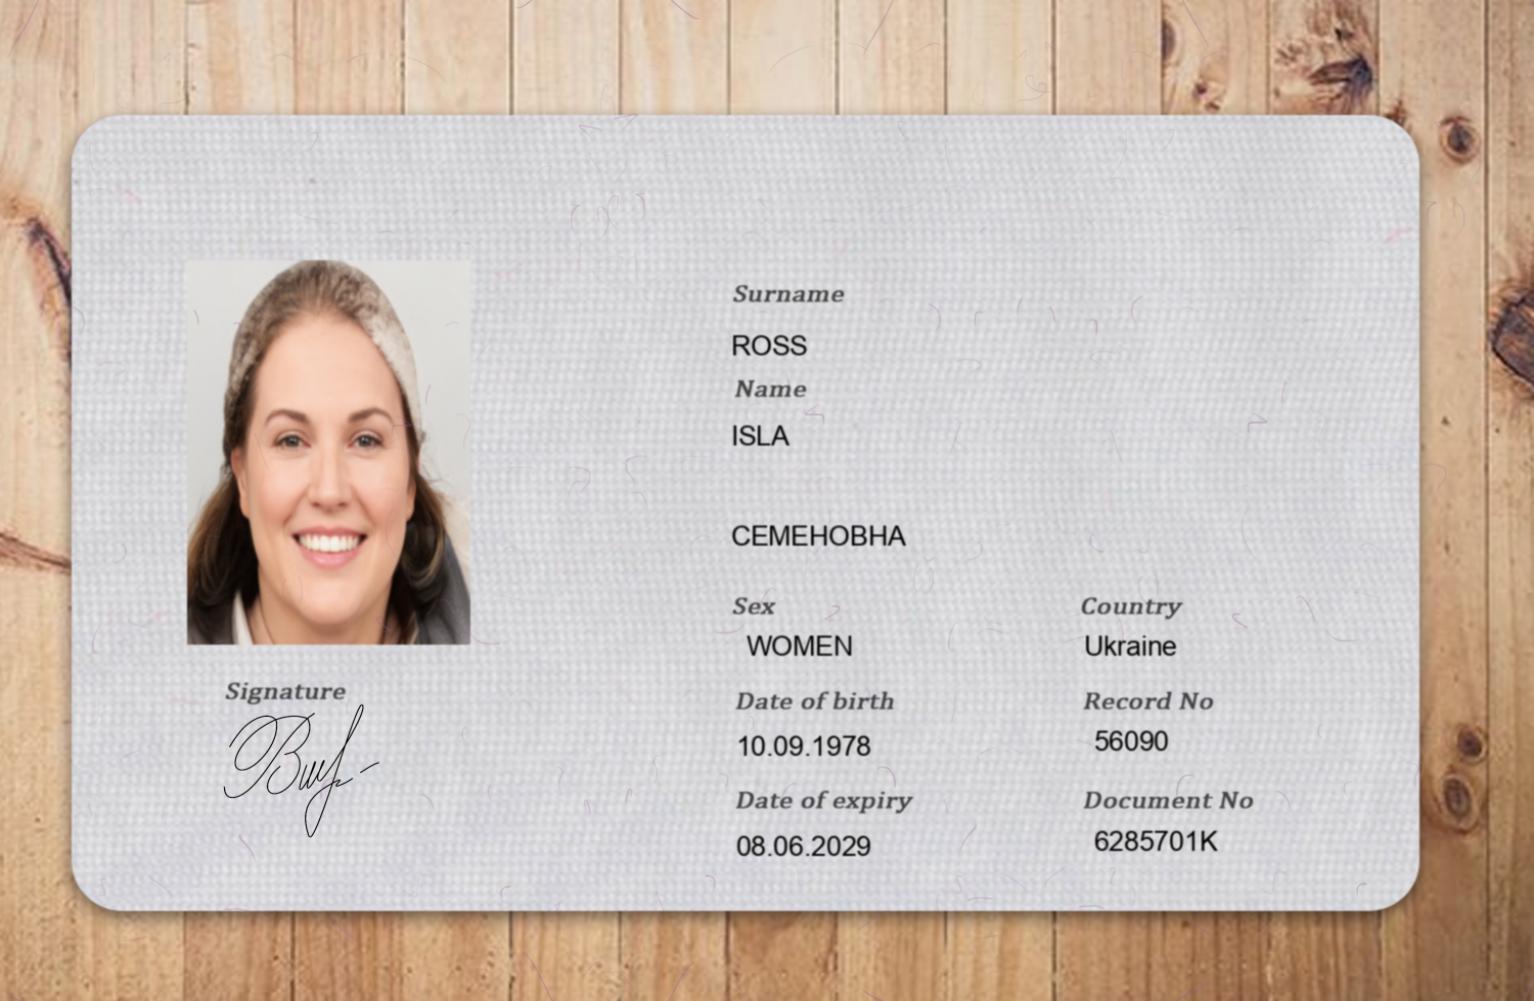 Surname
ROSS
Name
ISLA
СЕМЕНОВНА
Sex Country
WOMEN Ukraine
Signature
Date of birth Record No
10.09.1978 56090
Date of expiry Document No
08.06.2029 6285701K